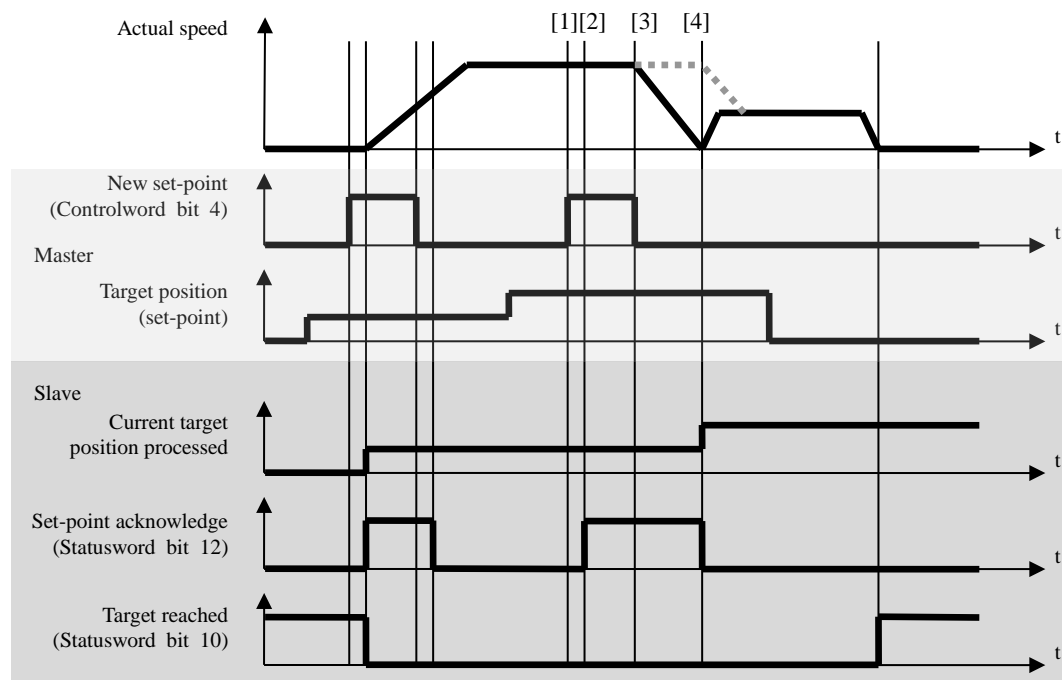 [1][2] [3] [4]
Actual speed
t
New set-point
(Controlword bit 4)
t
Master
Target position
(set-point)
t
Slave
Current target
position processed
t
Set-point acknowledge
(Statusword bit 12)
t
Target reached
(Statusword bit 10)
t